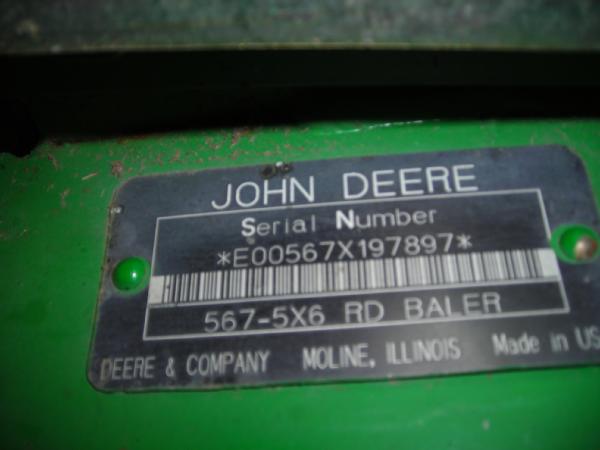 JOHN DEERE
Serial Number
*E00567X197897*
567-5X6 RD BALER
DEERE & COMPANY MOLINE, ILLINOIS Made in US